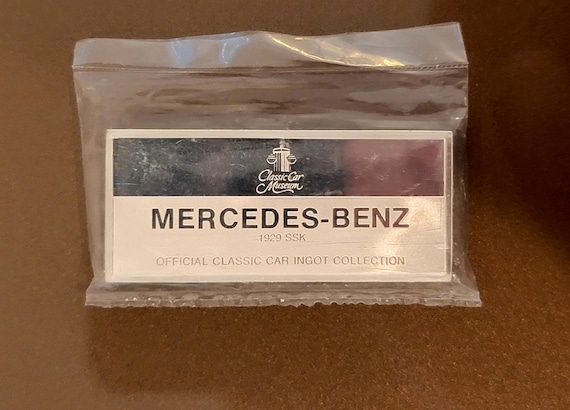 Classic Car
Museum
MERCEDES-BENZ
1929 SSK
OFFICIAL CLASSIC CAR INGOT COLLECTION